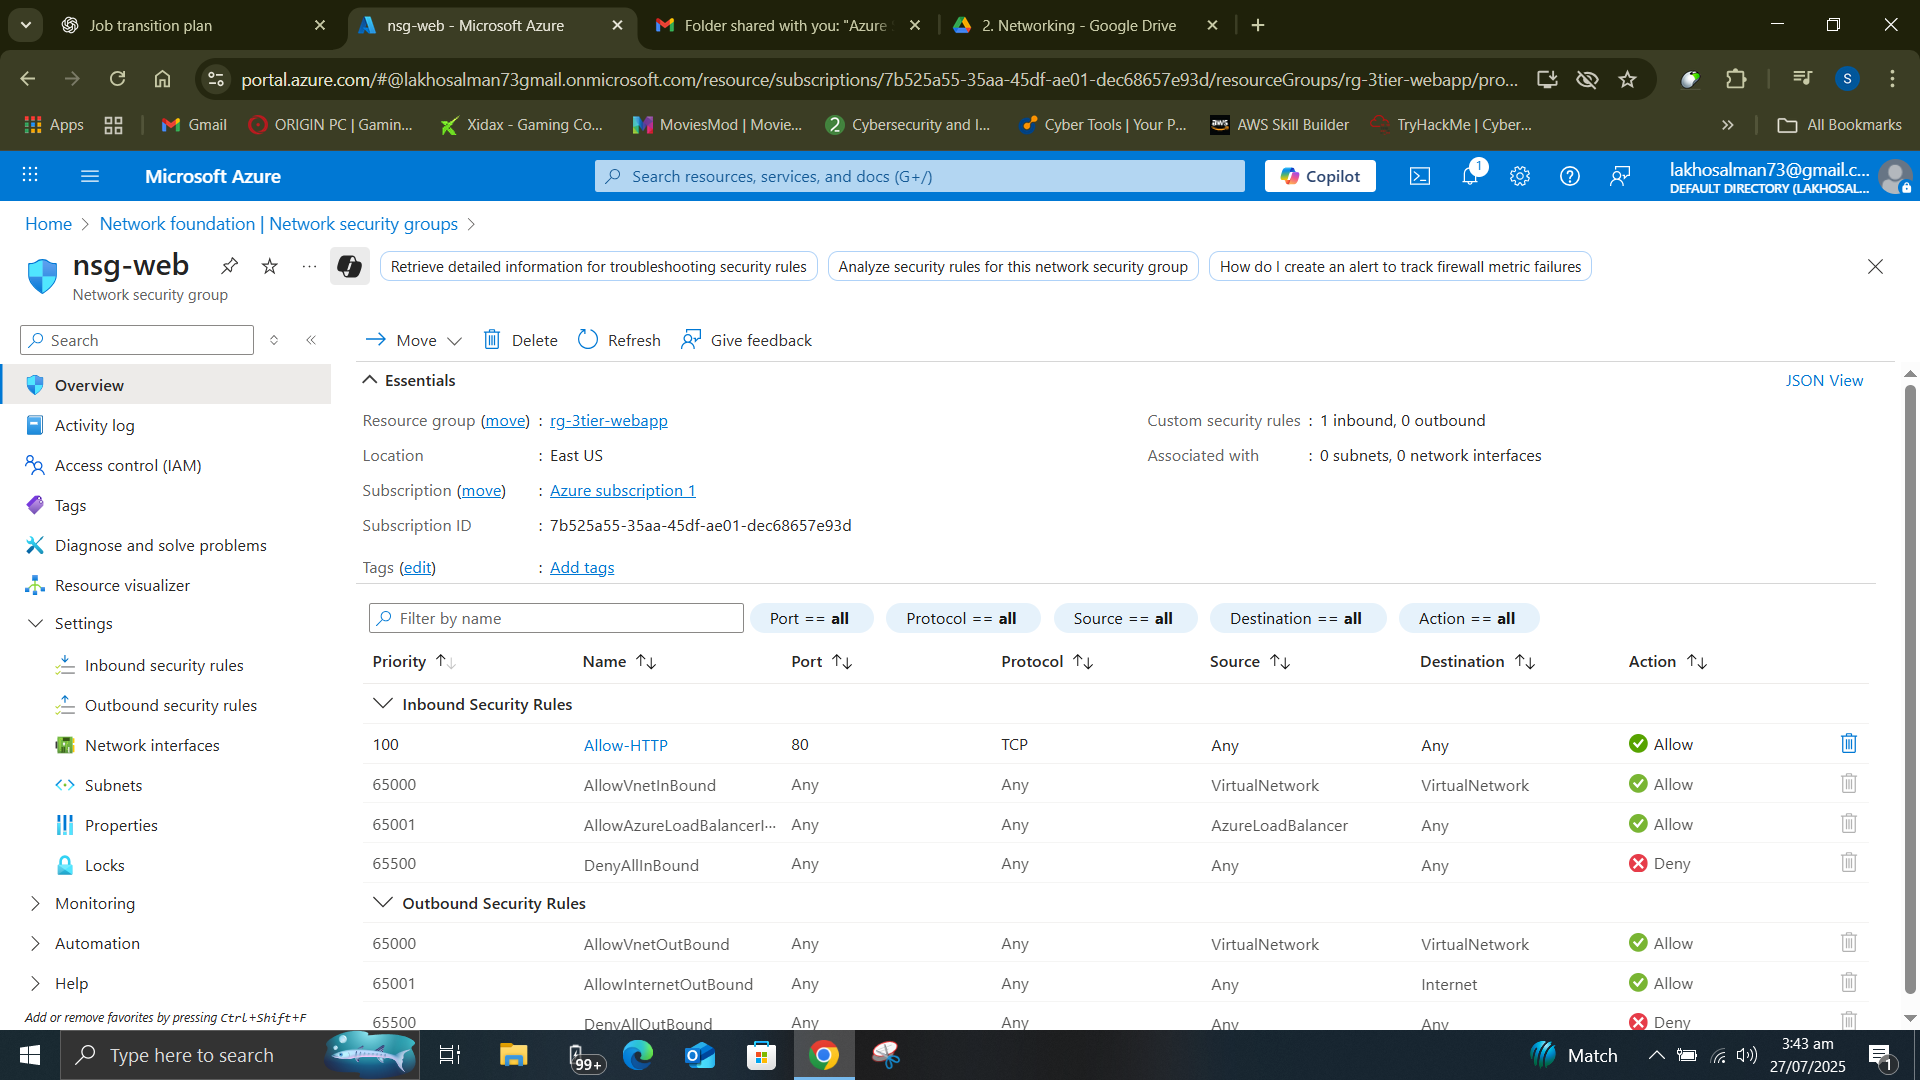 Job transition plan
nsg-web - Microsoft Azure
Folder shared with you: "Azure
2. Networking - Google Drive
portal.azure.com/#@lakhosalman73gmail.onmicrosoft.com/resource/subscriptions/7b525a55-35aa-45df-ae01-dec68657e93d/resourceGroups/rg-3tier-webapp/pro...
S
Apps
Gmail
ORIGIN PC | Gamin...
Xidax - Gaming Co...
MoviesMod | Movie...
Cybersecurity and I...
Cyber Tools | Your P...
AWS Skill Builder
TryHackMe | Cyber...
All Bookmarks
Microsoft Azure
Search resources, services, and docs (G+/)
Copilot
1
lakhosalman73@gmail.c...
DEFAULT DIRECTORY (LAKHOSAL...
Home > Network foundation | Network security groups >
nsg-web
Network security group
Retrieve detailed information for troubleshooting security rules
Analyze security rules for this network security group
How do I create an alert to track firewall metric failures
Search
Move
Delete
Refresh
Give feedback
Overview
Activity log
Access control (IAM)
Tags
Diagnose and solve problems
Resource visualizer
Settings
Inbound security rules
Outbound security rules
Network interfaces
Subnets
Properties
Locks
Monitoring
Automation
Help
Add or remove favorites by pressing Ctrl+Shift+F
Essentials
JSON View
Resource group (move) : rg-3tier-webapp
Location : East US
Subscription (move) : Azure subscription 1
Subscription ID : 7b525a55-35aa-45df-ae01-dec68657e93d
Tags (edit) : Add tags
Custom security rules : 1 inbound, 0 outbound
Associated with : 0 subnets, 0 network interfaces
Filter by name
Port == all
Protocol == all
Source == all
Destination == all
Action == all
Priority Name Port Protocol Source Destination Action
Inbound Security Rules
100 Allow-HTTP 80 TCP Any Any Allow
65000 AllowVnetInBound Any Any VirtualNetwork VirtualNetwork Allow
65001 AllowAzureLoadBalancerI... Any Any AzureLoadBalancer Any Allow
65500 DenyAllInBound Any Any Any Any Deny
Outbound Security Rules
65000 AllowVnetOutBound Any Any VirtualNetwork VirtualNetwork Allow
65001 AllowInternetOutBound Any Any Any Internet Allow
65500 DenyAllOutBound Any Any Any Any Deny
Type here to search
99+
Match
3:43 am
27/07/2025
1